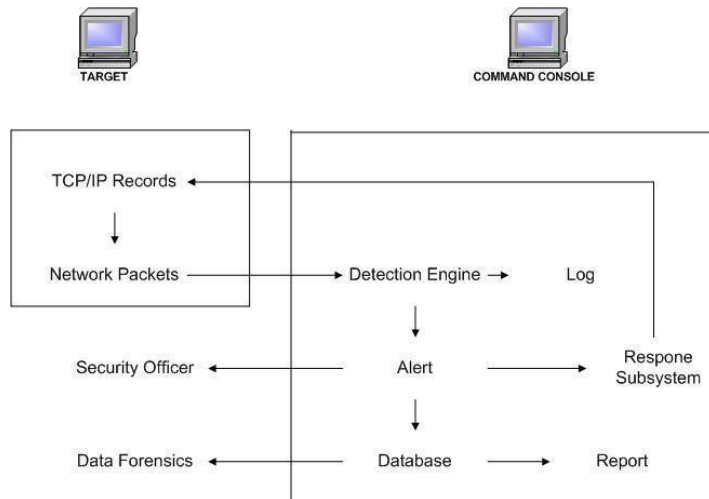 TARGET
COMMAND CONSOLE
TCP/IP Records
Network Packets
Detection Engine
Log
Security Officer
Alert
Respone
Subsystem
Data Forensics
Database
Report